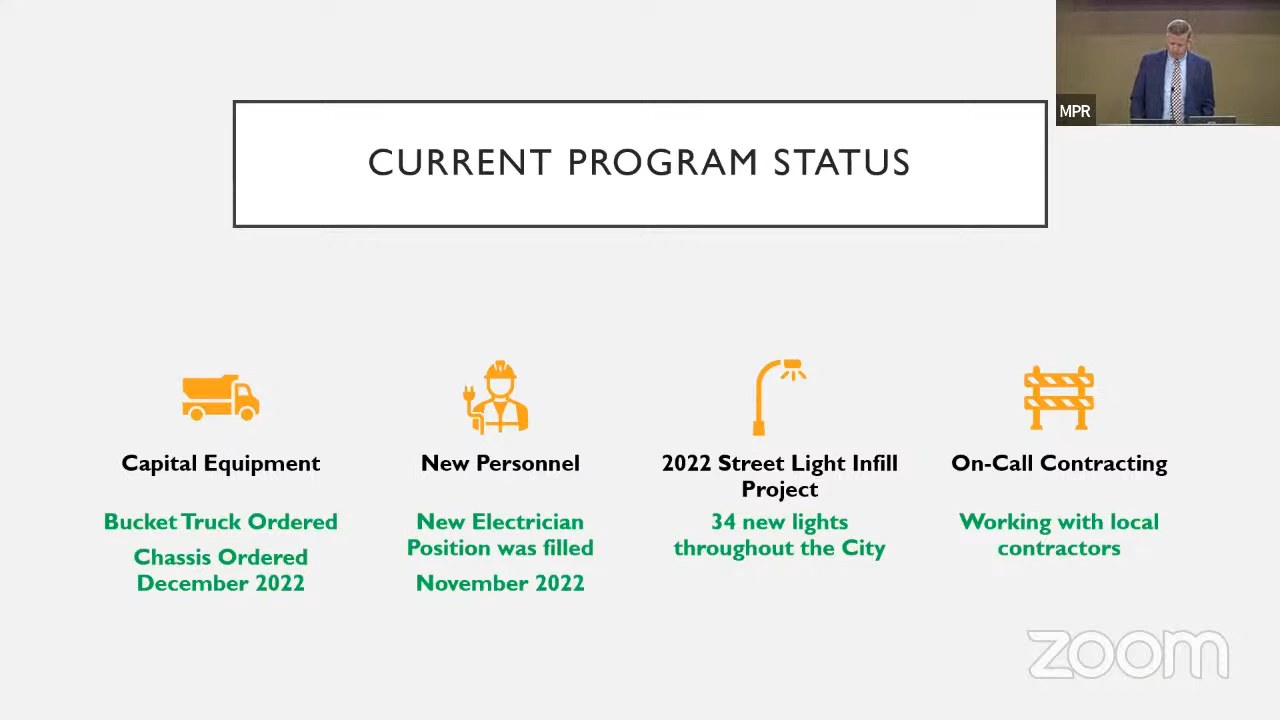 MPR
CURRENT PROGRAM STATUS
Capital Equipment
Bucket Truck Ordered
Chassis Ordered
December 2022
New Personnel
New Electrician
Position was filled
November 2022
2022 Street Light Infill
Project
34 new lights
throughout the City
On-Call Contracting
Working with local
contractors
zoom